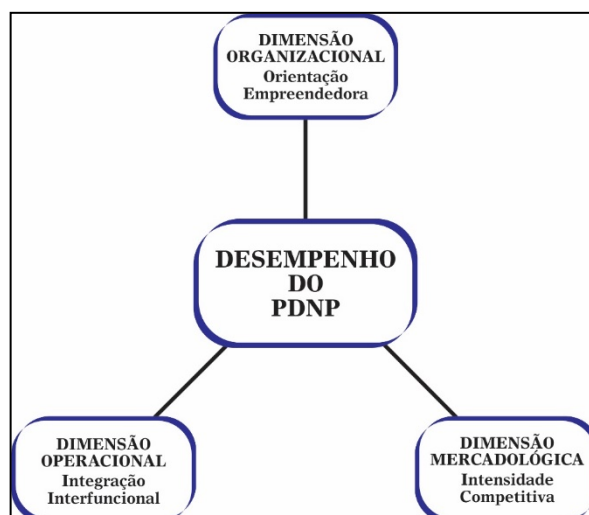 DIMENSÃO
ORGANIZACIONAL
Orientação
Empreendedora
DESEMPENHO
DO
PDNP
DIMENSÃO
OPERACIONAL
Integração
Interfuncional
DIMENSÃO
MERCADOLÓGICA
Intensidade
Competitiva